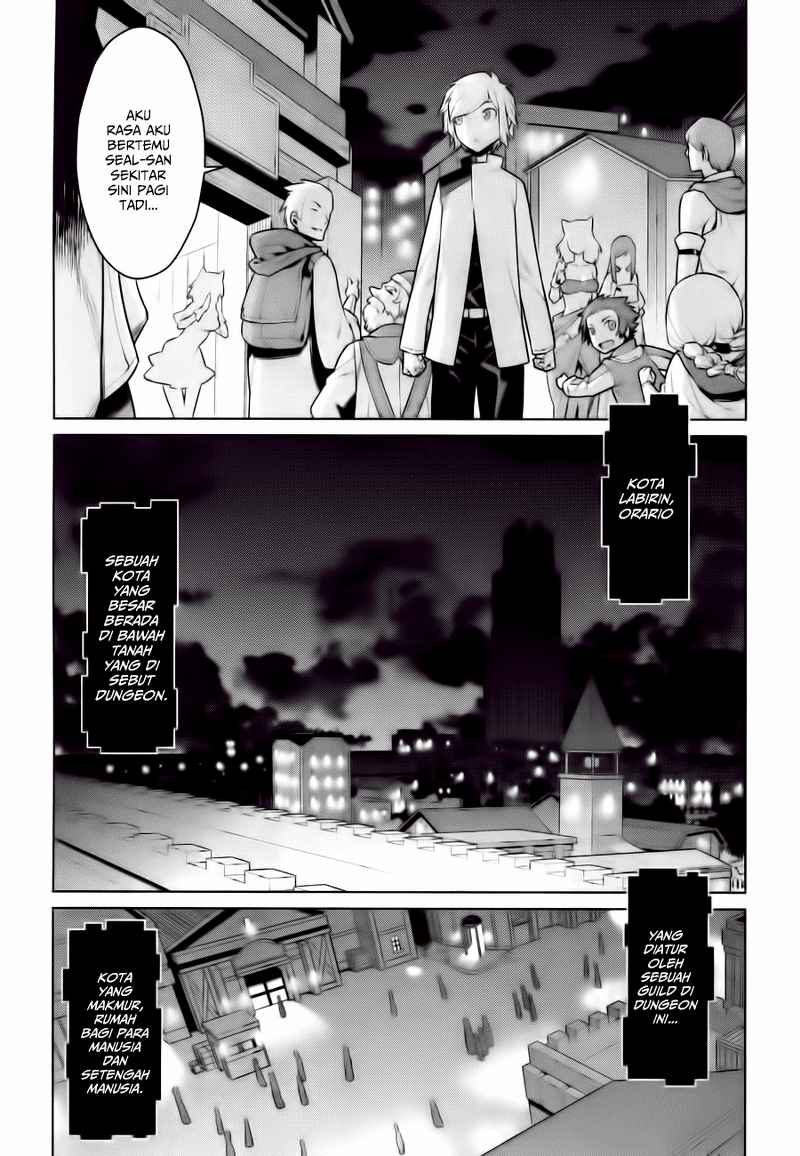 AKU
RASA AKU
BERTEMU
SEAL-SAN
SEKITAR
SINI PAGI
TADI...
KOTA
LABIRIN,
ORARIO
SEBUAH
KOTA
YANG
BESAR
BERADA
DI BAWAH
TANAH
YANG DI
SEBUT
DUNGEON.
YANG
DIATUR
OLEH
SEBUAH
GUILD DI
DUNGEON
INI...
KOTA
YANG
MAKMUR,
RUMAH
BAGI PARA
MANUSIA
DAN
SETENGAH
MANUSIA.